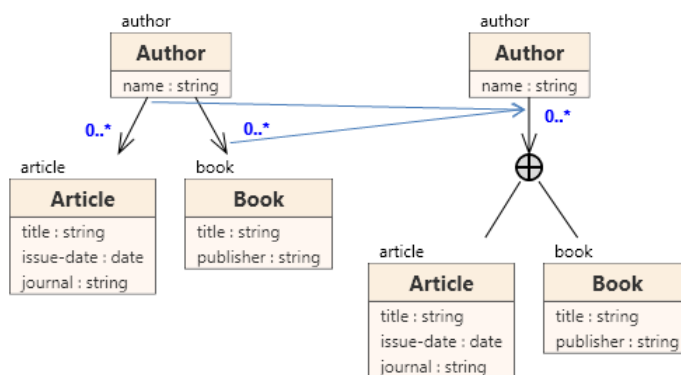 author
Author
name : string
0..*
0..*
article
Article
title : string
issue-date : date
journal : string
book
Book
title : string
publisher : string
author
Author
name : string
0..*
article
Article
title : string
issue-date : date
journal : string
book
Book
title : string
publisher : string